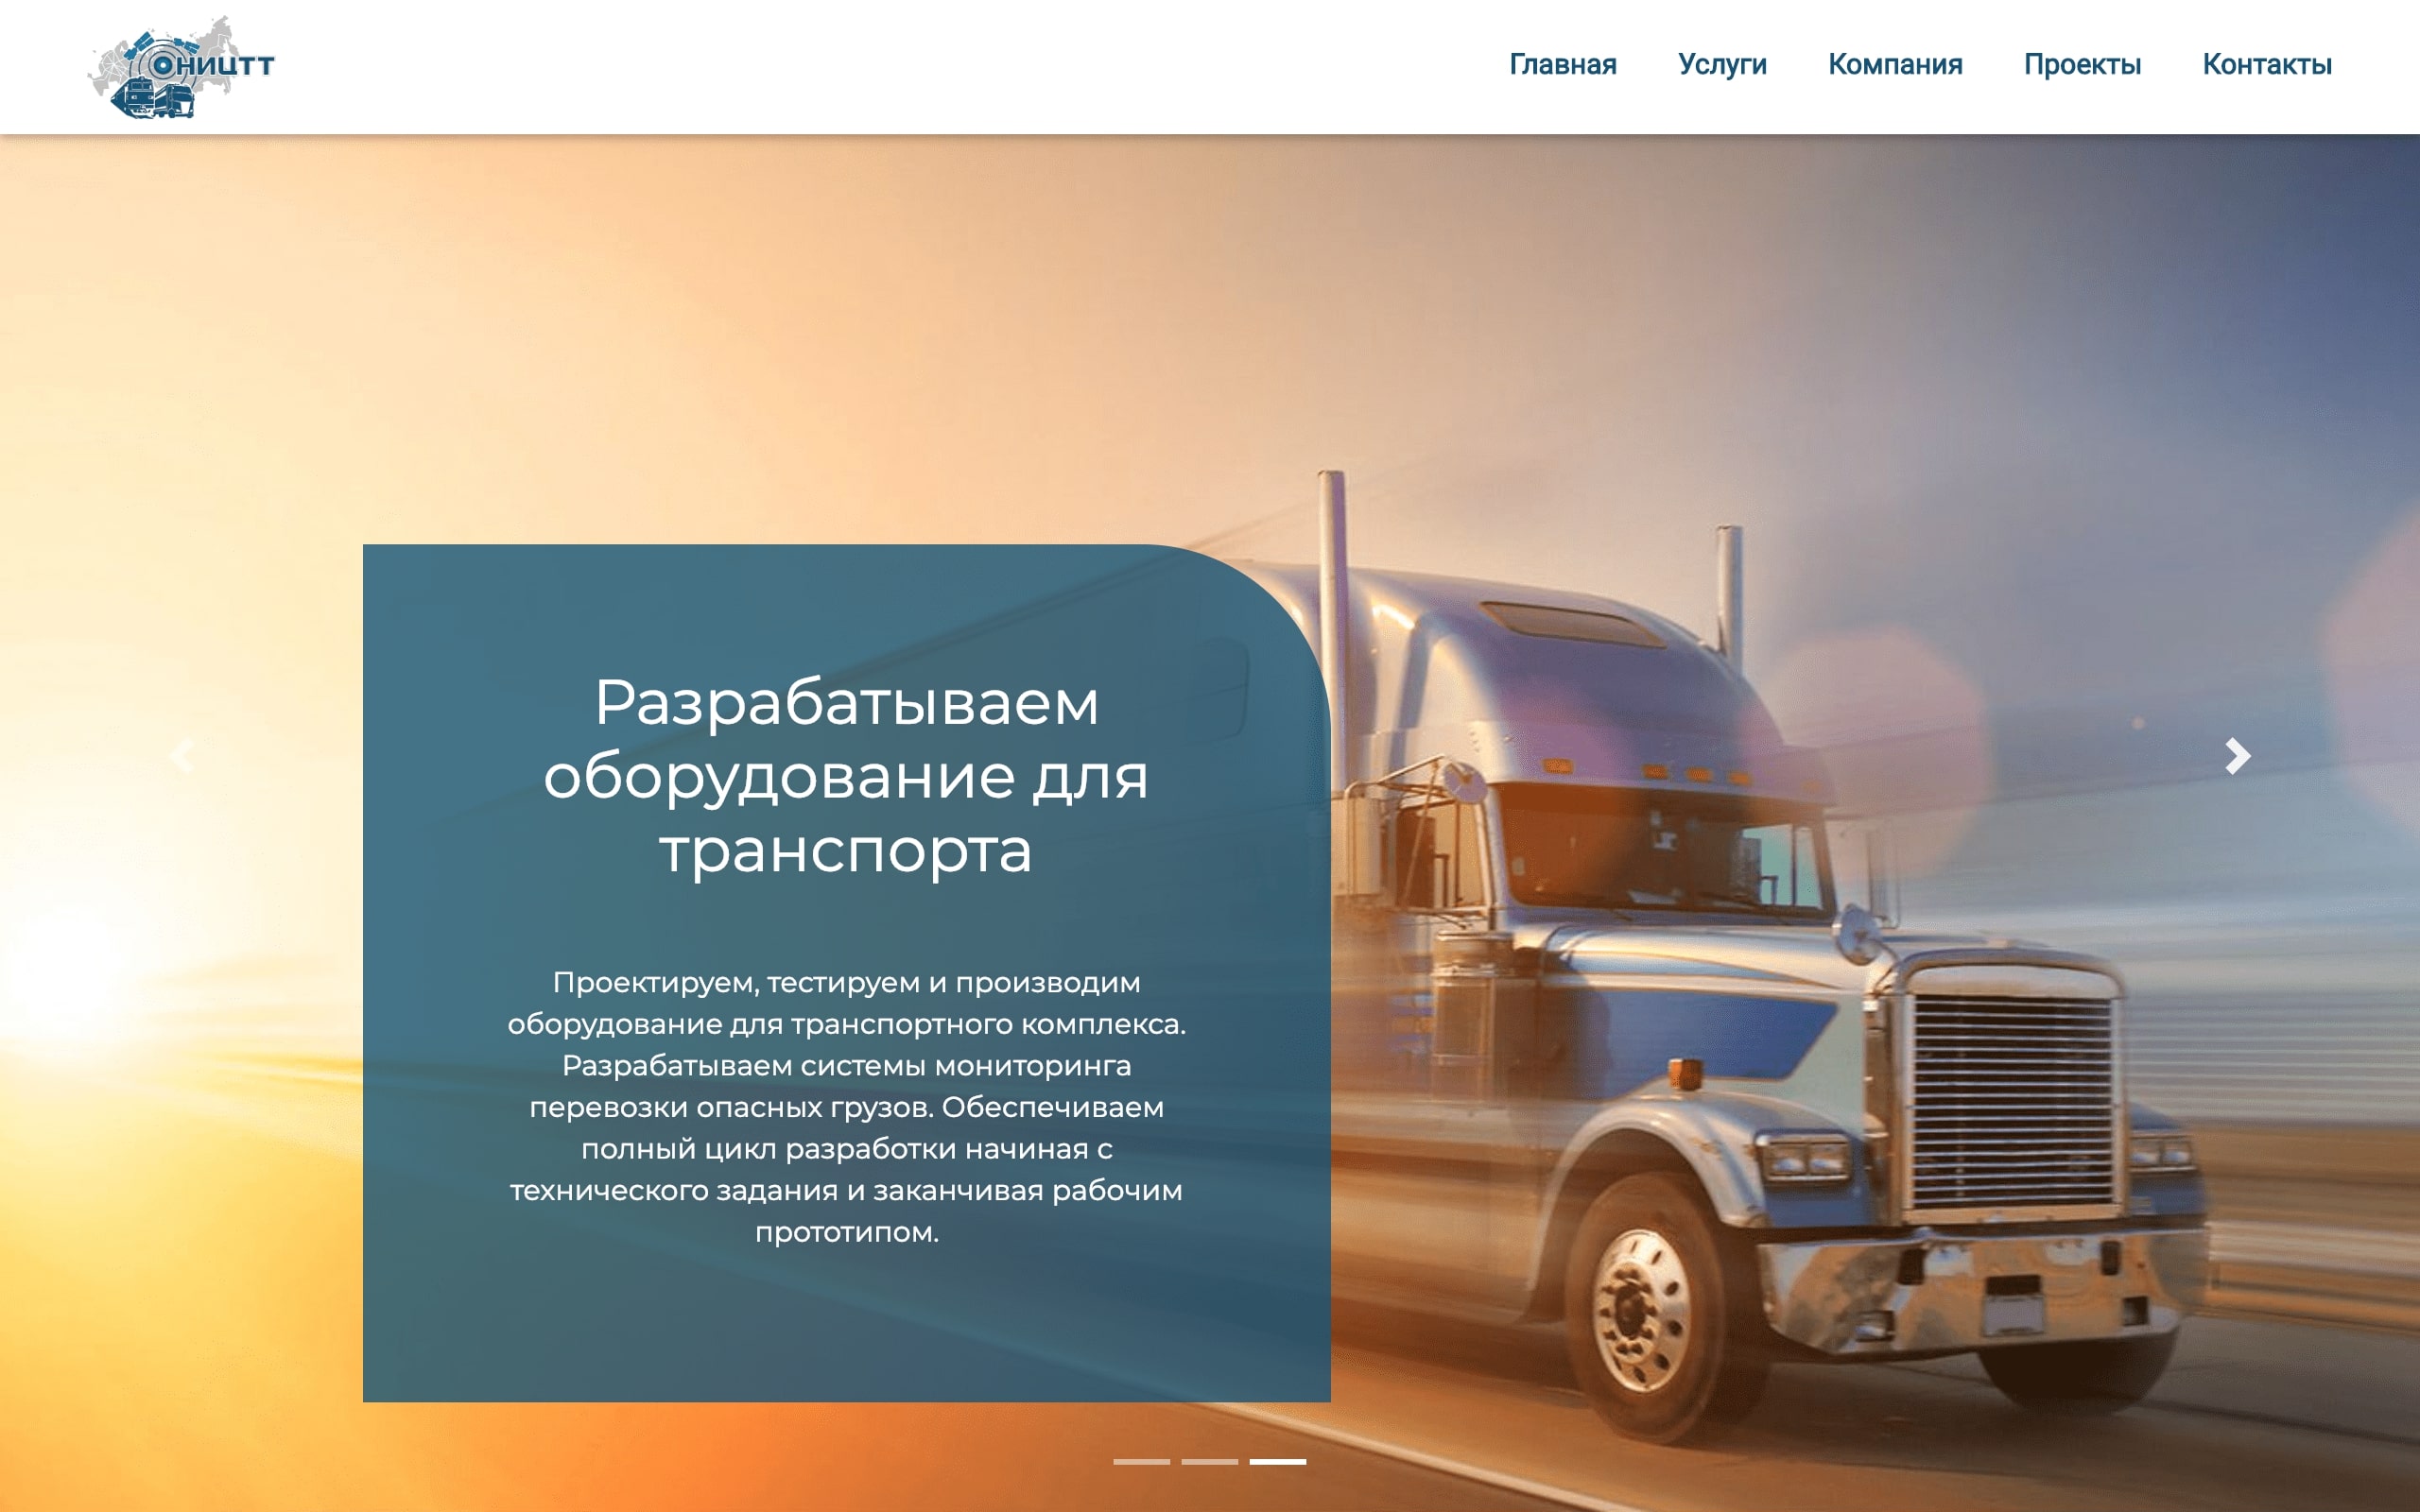 ОНИЦТТ
Главная
Услуги
Компания
Проекты
Контакты
Разрабатываем
оборудование для
транспорта
Проектируем, тестируем и производим
оборудование для транспортного комплекса.
Разрабатываем системы мониторинга
перевозки опасных грузов. Обеспечиваем
полный цикл разработки начиная с
технического задания и заканчивая рабочим
прототипом.